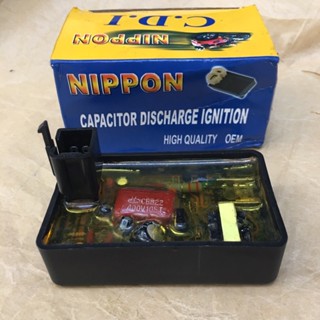 C.D.I
NIPPON
NIPPON
CAPACITOR DISCHARGE IGNITION
HIGH QUALITY OEM